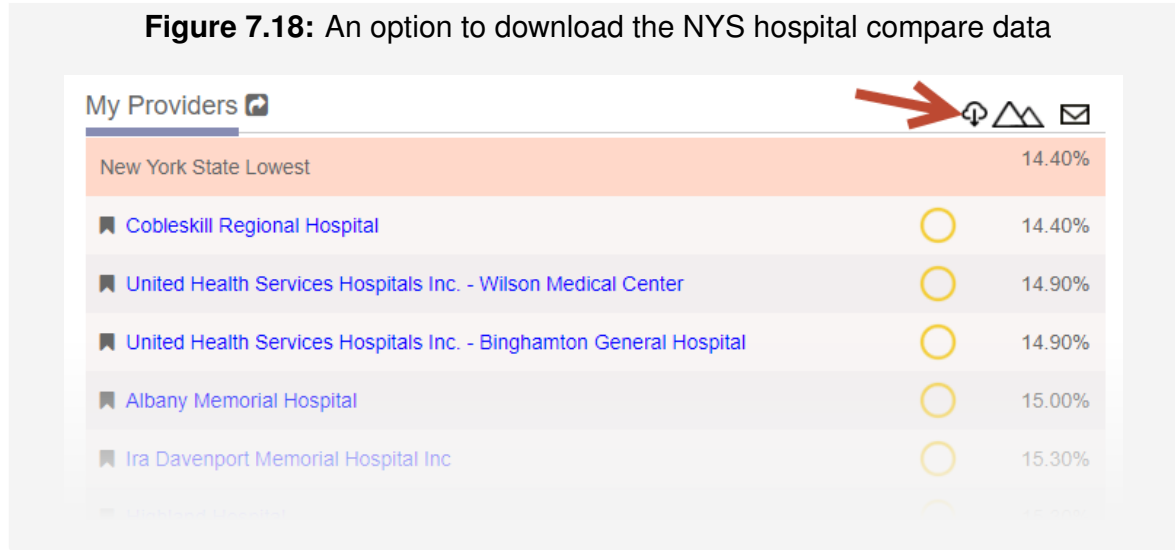 Figure 7.18: An option to download the NYS hospital compare data
My Providers
New York State Lowest 14.40%
Cobleskill Regional Hospital 14.40%
United Health Services Hospitals Inc. - Wilson Medical Center 14.90%
United Health Services Hospitals Inc. - Binghamton General Hospital 14.90%
Albany Memorial Hospital 15.00%
Ira Davenport Memorial Hospital Inc 15.30%